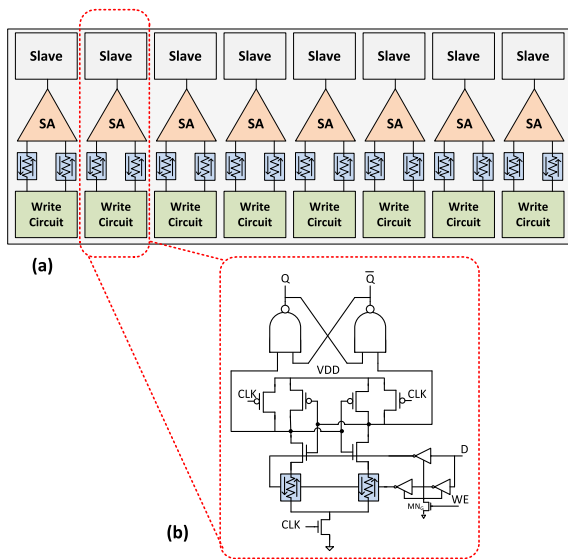 Slave Slave Slave Slave Slave Slave Slave Slave
SA SA SA SA SA SA SA SA
Write Circuit Write Circuit Write Circuit Write Circuit Write Circuit Write Circuit Write Circuit Write Circuit
(a)
Q Q̅
VDD
CLK CLK
D
WE
CLK
(b)